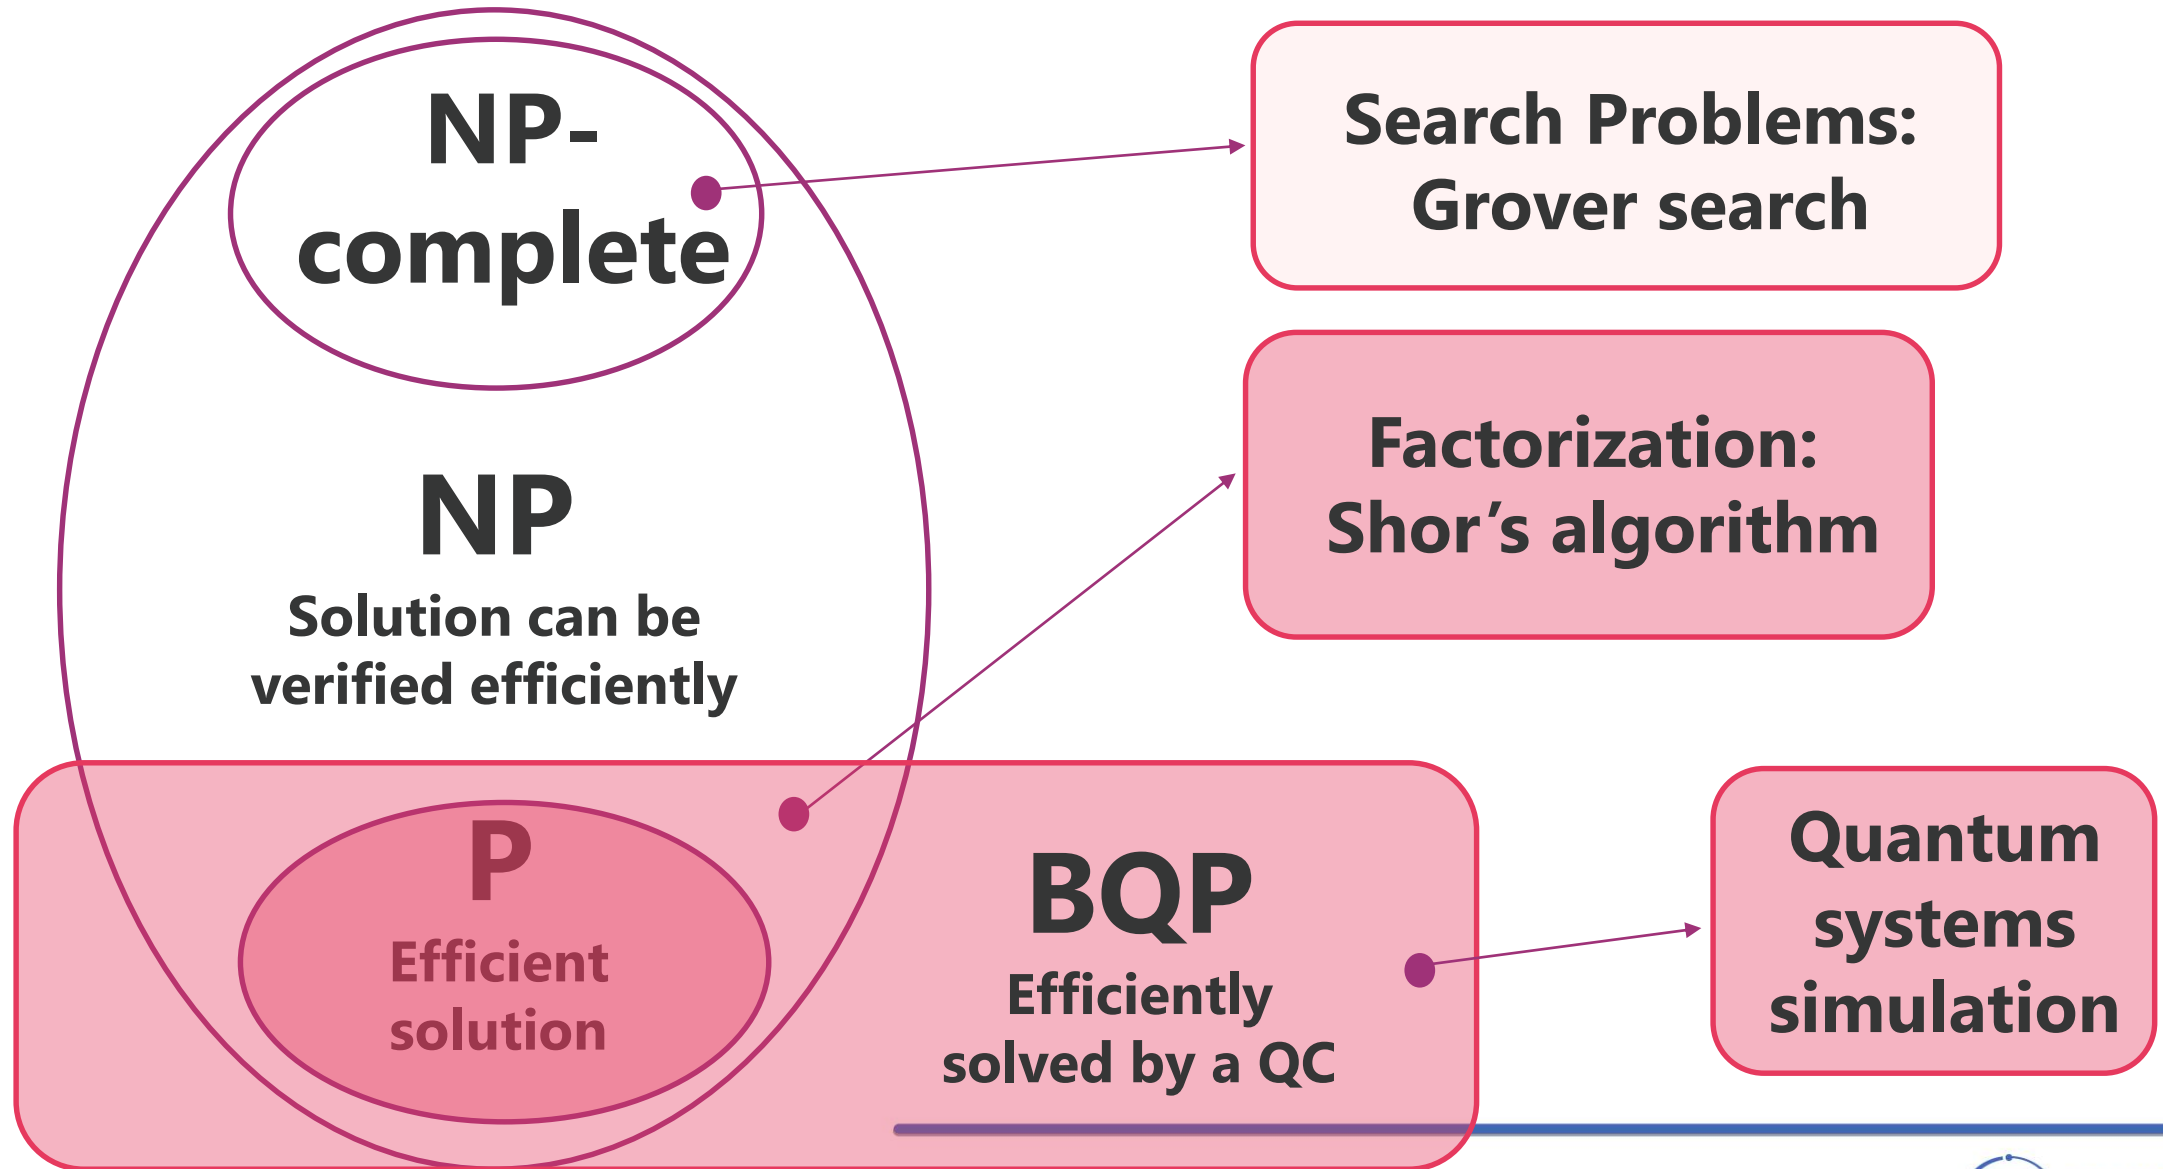 NP-
complete
NP
Solution can be
verified efficiently
P
Efficient
solution
BQP
Efficiently
solved by a QC
Search Problems:
Grover search
Factorization:
Shor’s algorithm
Quantum
systems
simulation